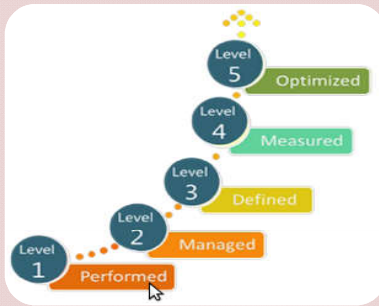 Level
5
Optimized
Level
4
Measured
Level
3
Defined
Level
2
Managed
Level
1
Performed